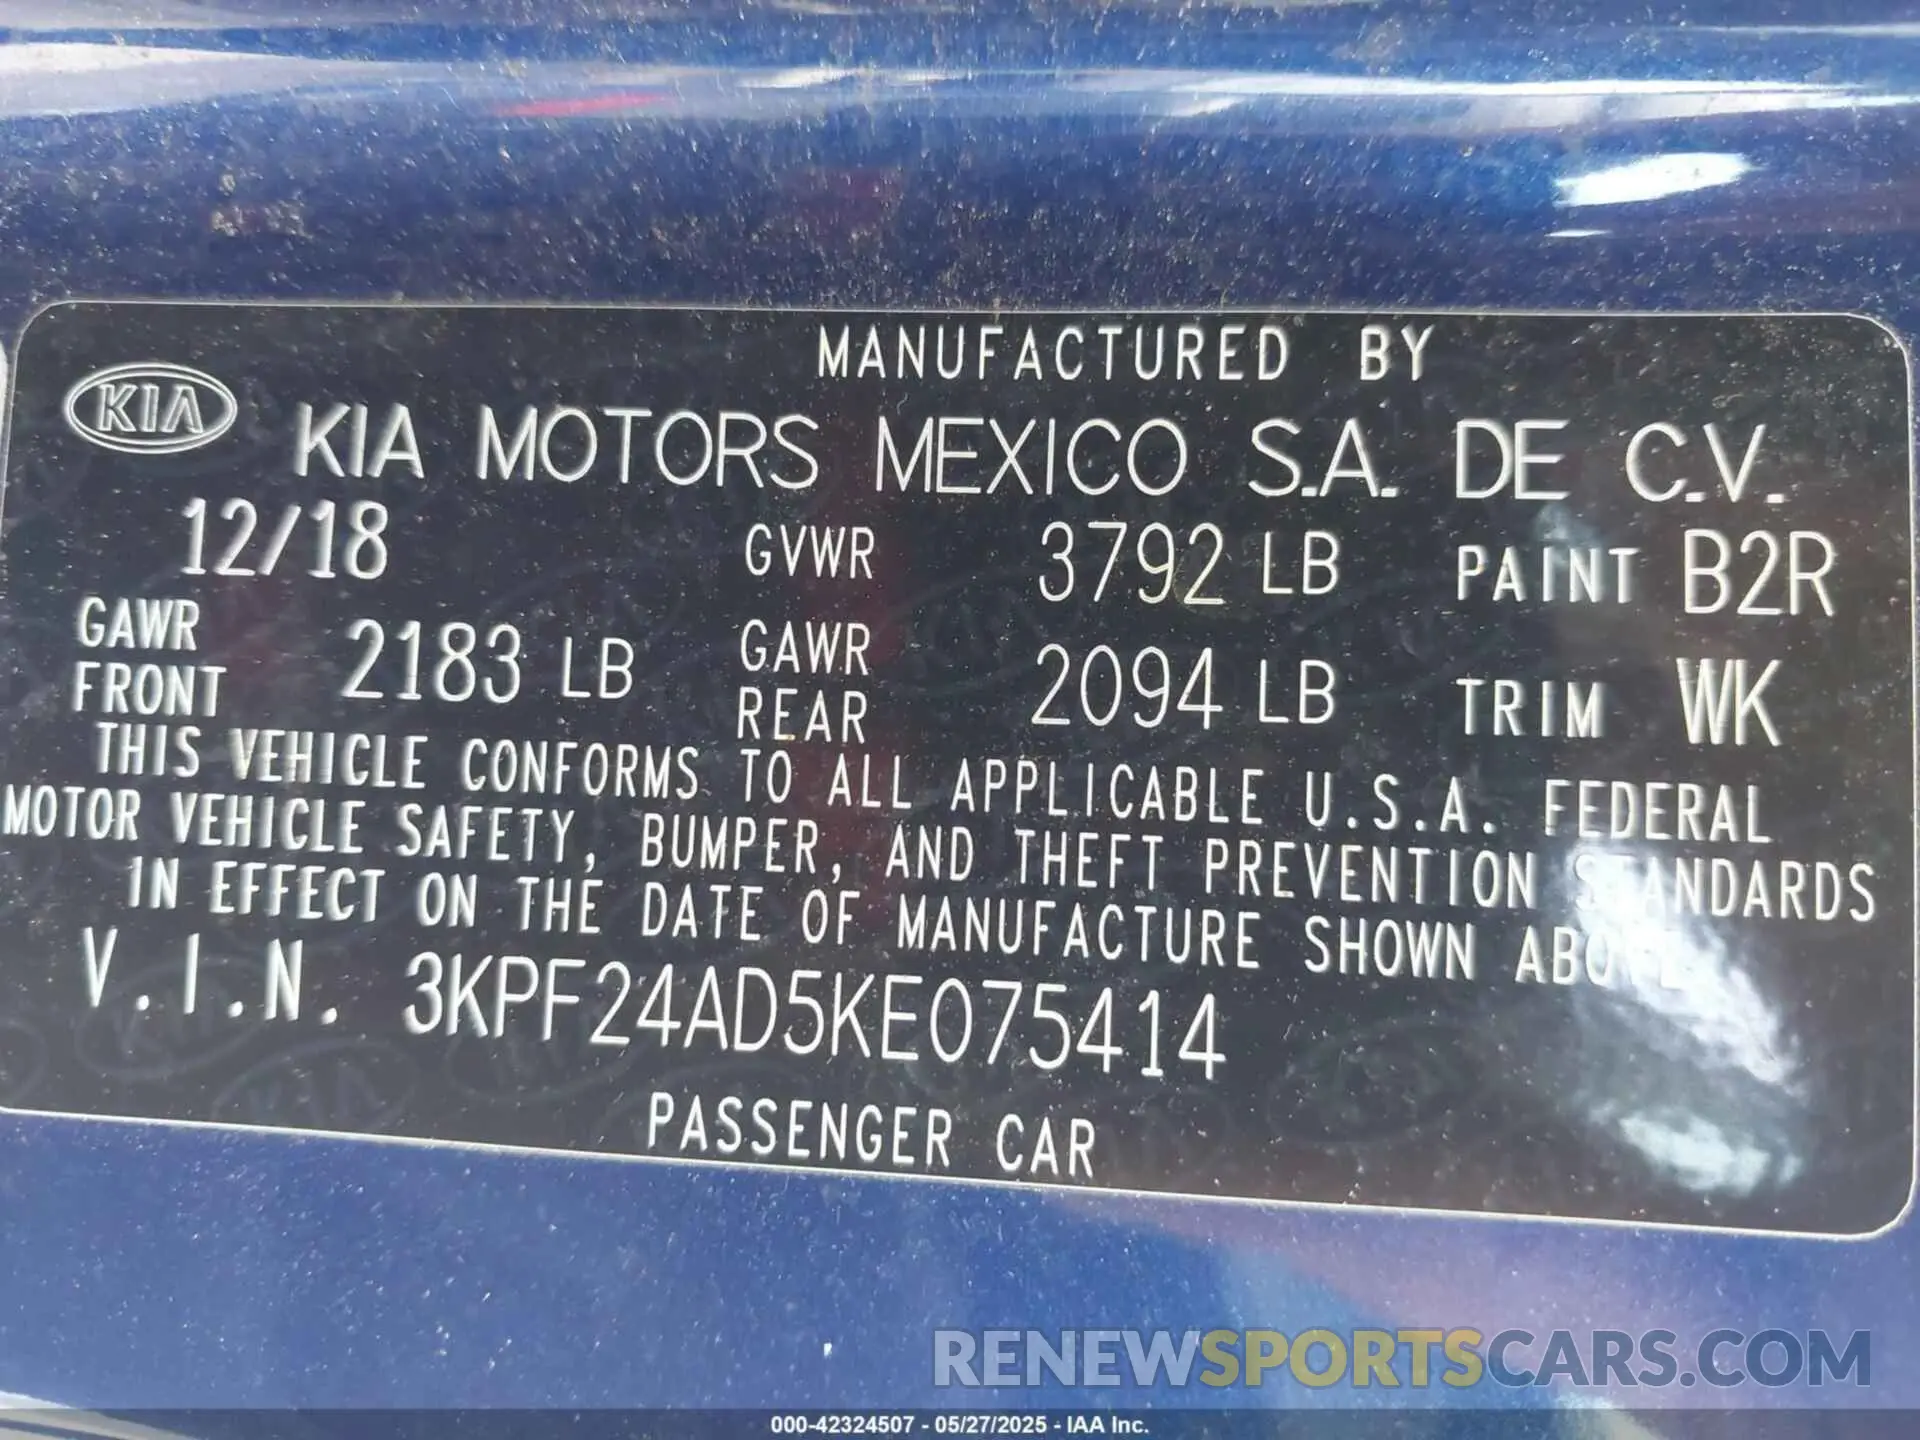 MANUFACTURED BY
KIA KIA MOTORS MEXICO S.A. DE C.V.
12/18 GVWR 3792 LB PAINT B2R
GAWR FRONT 2183 LB GAWR REAR 2094 LB TRIM WK
THIS VEHICLE CONFORMS TO ALL APPLICABLE U.S.A. FEDERAL
MOTOR VEHICLE SAFETY, BUMPER, AND THEFT PREVENTION STANDARDS
IN EFFECT ON THE DATE OF MANUFACTURE SHOWN ABOVE
V.I.N. 3KPF24AD5KE075414
PASSENGER CAR
RENEWSPORTSCARS.COM
000-42324507 - 05/27/2025 - IAA Inc.